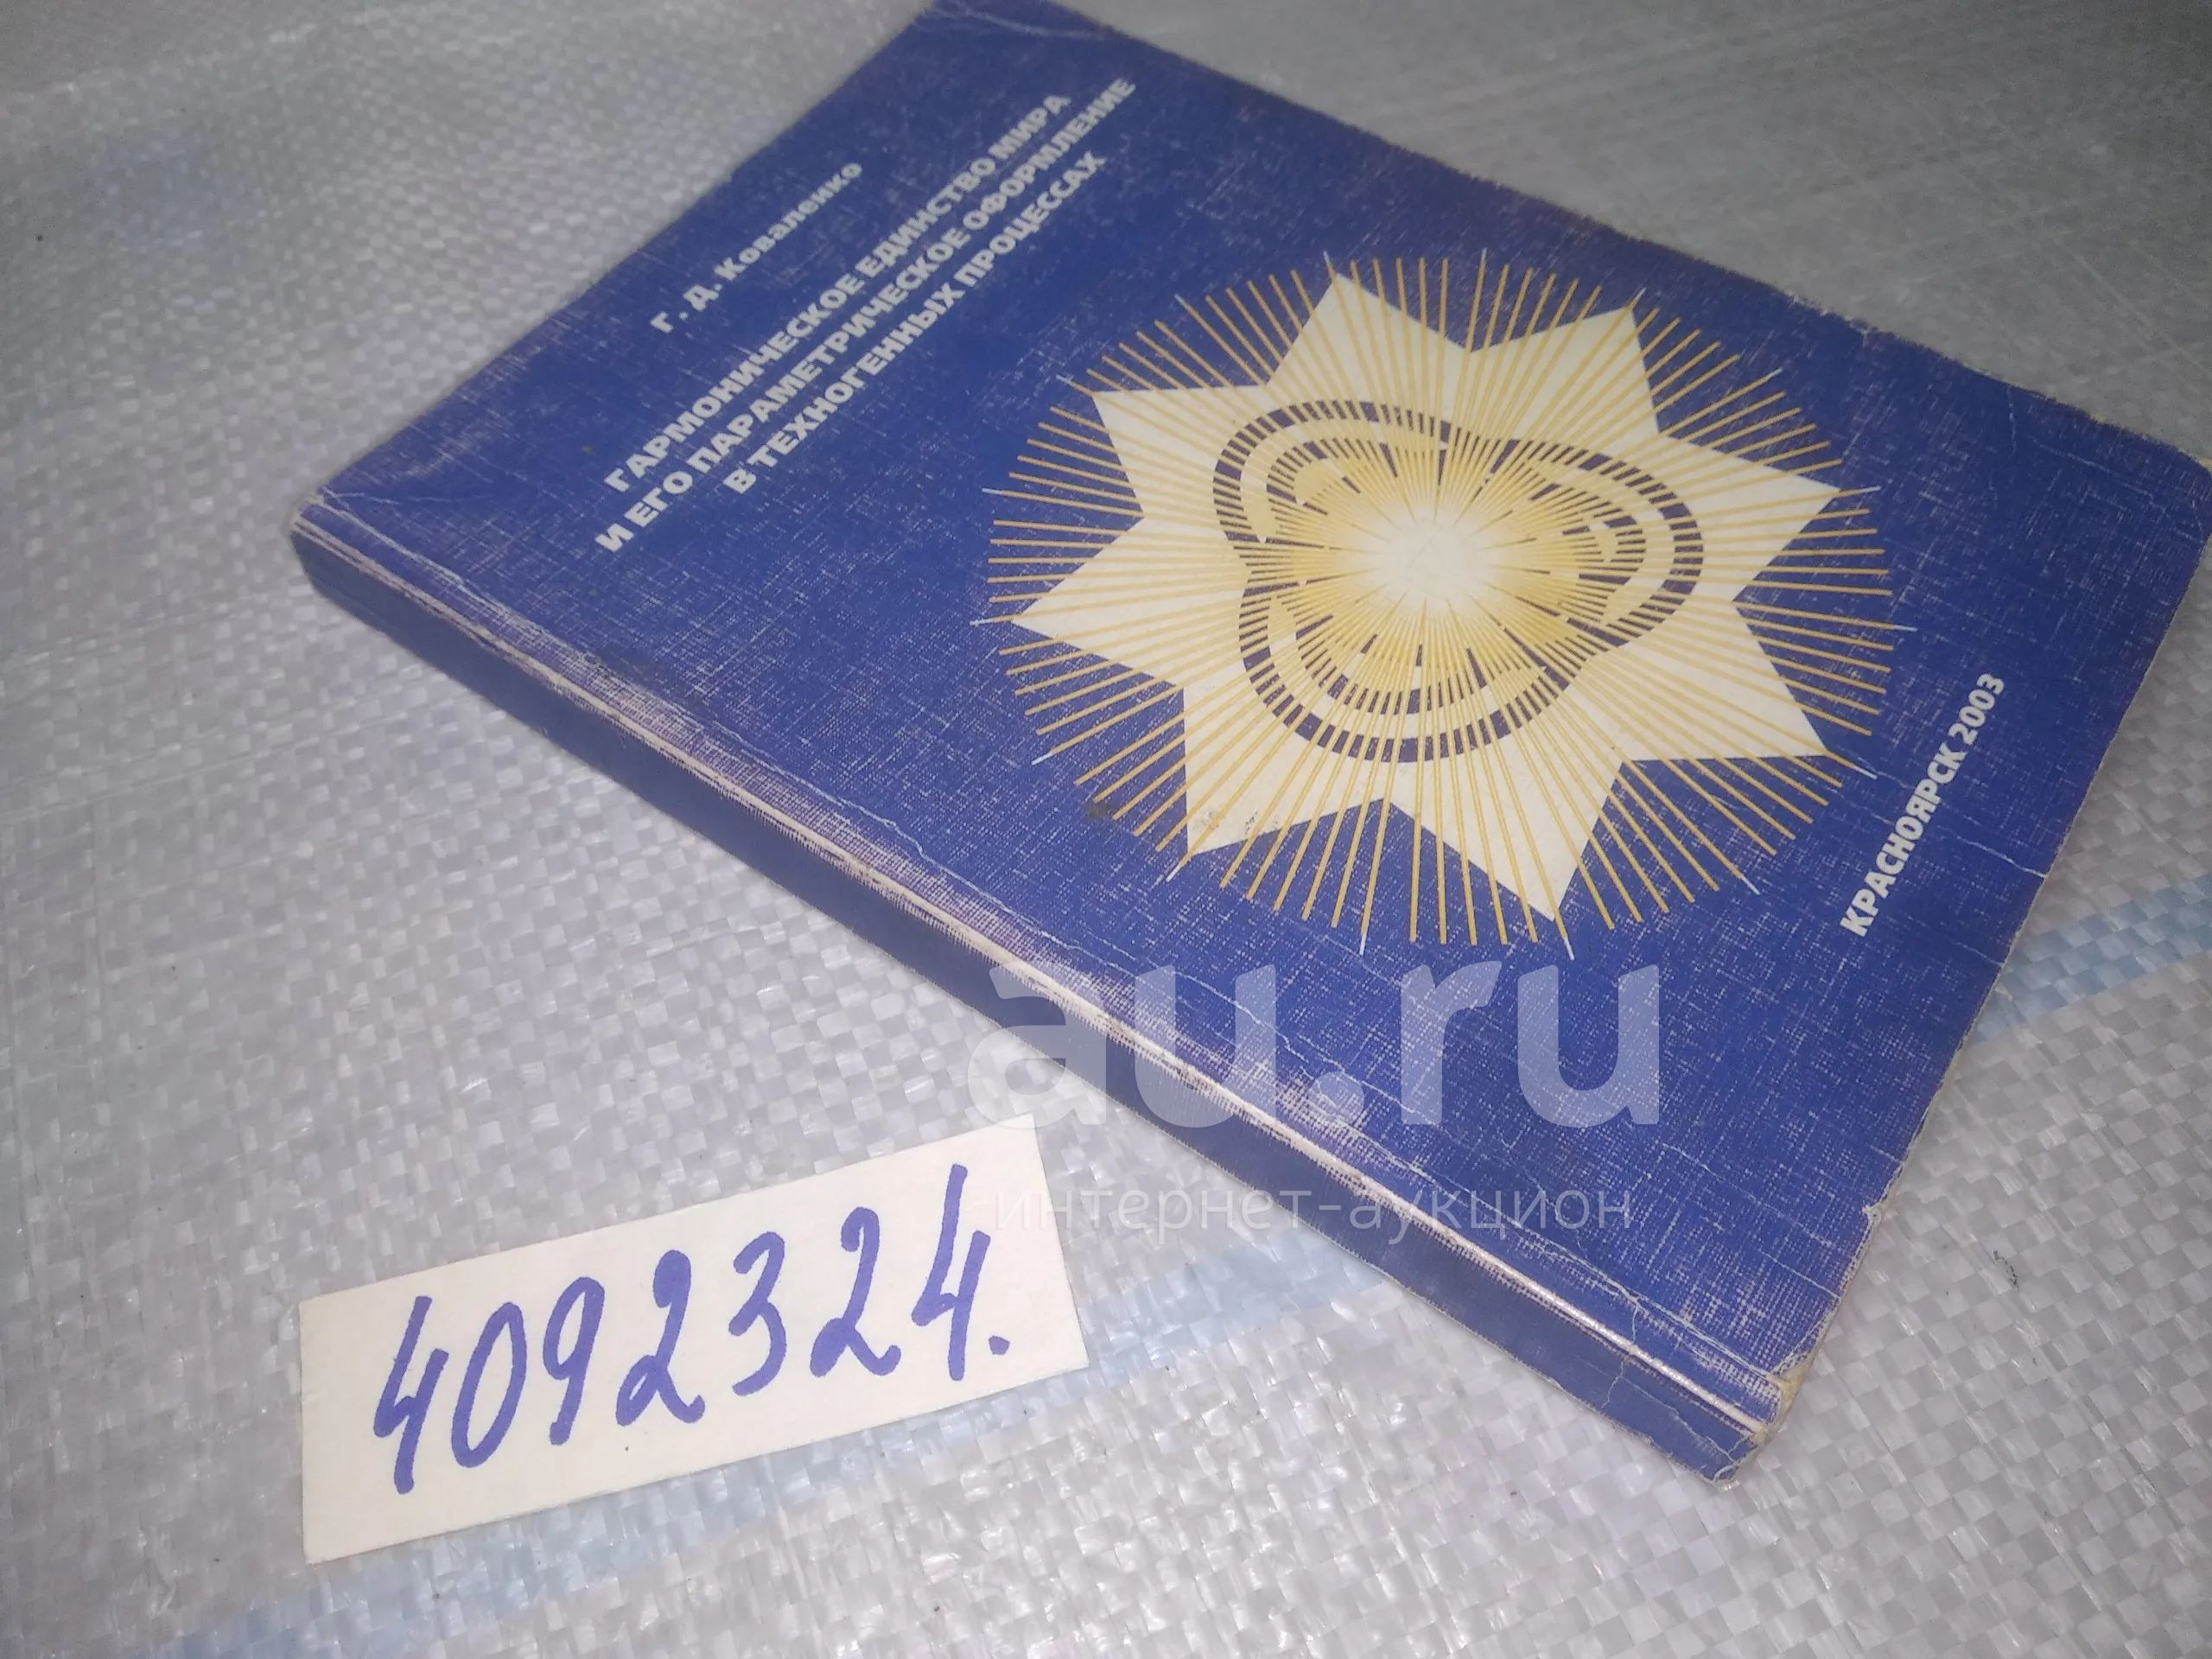 Г. Д. Коваленко
ГАРМОНИЧЕСКОЕ ЕДИНСТВО МИРА
И ЕГО ПАРАМЕТРИЧЕСКОЕ ОФОРМЛЕНИЕ
В ТЕХНОГЕННЫХ ПРОЦЕССАХ
КРАСНОЯРСК 2003
au.ru
интернет-аукцион
4092324.